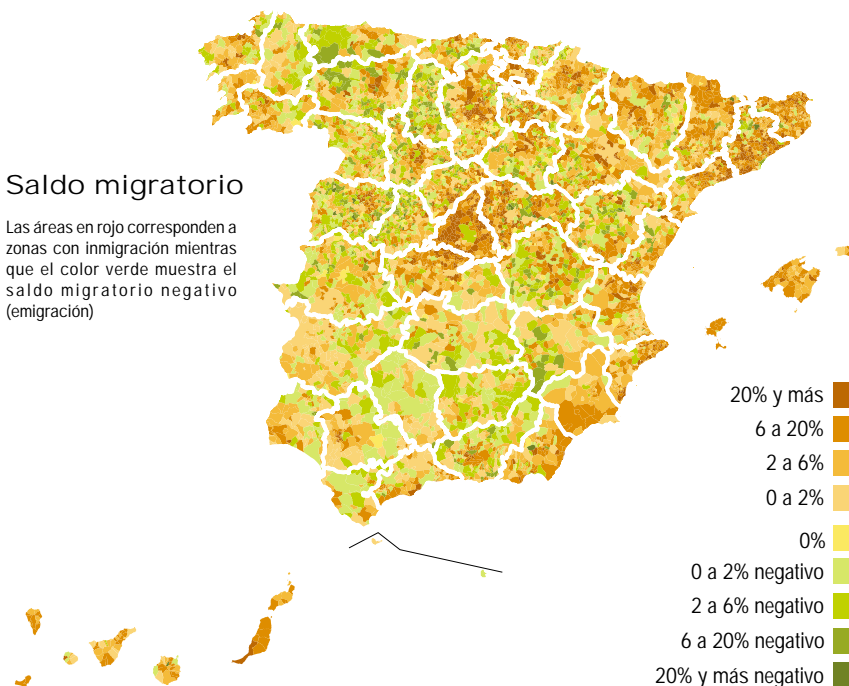 Saldo migratorio
Las áreas en rojo corresponden a
zonas con inmigración mientras
que el color verde muestra el
saldo migratorio negativo
(emigración)
20% y más
6 a 20%
2 a 6%
0 a 2%
0%
0 a 2% negativo
2 a 6% negativo
6 a 20% negativo
20% y más negativo